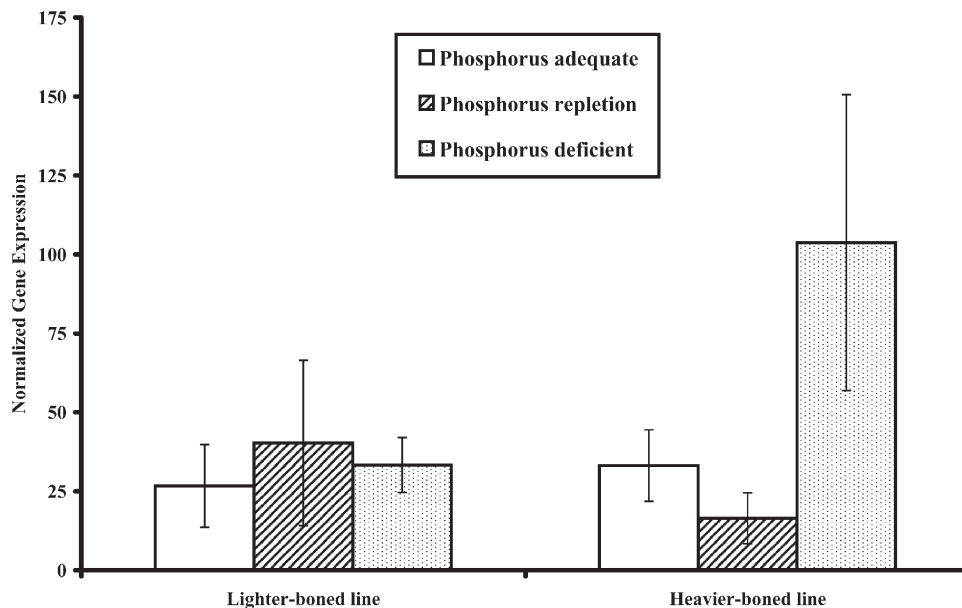 175
150
125
100
75
50
25
0
Normalized Gene Expression
Phosphorus adequate
Phosphorus repletion
Phosphorus deficient
Lighter-boned line
Heavier-boned line